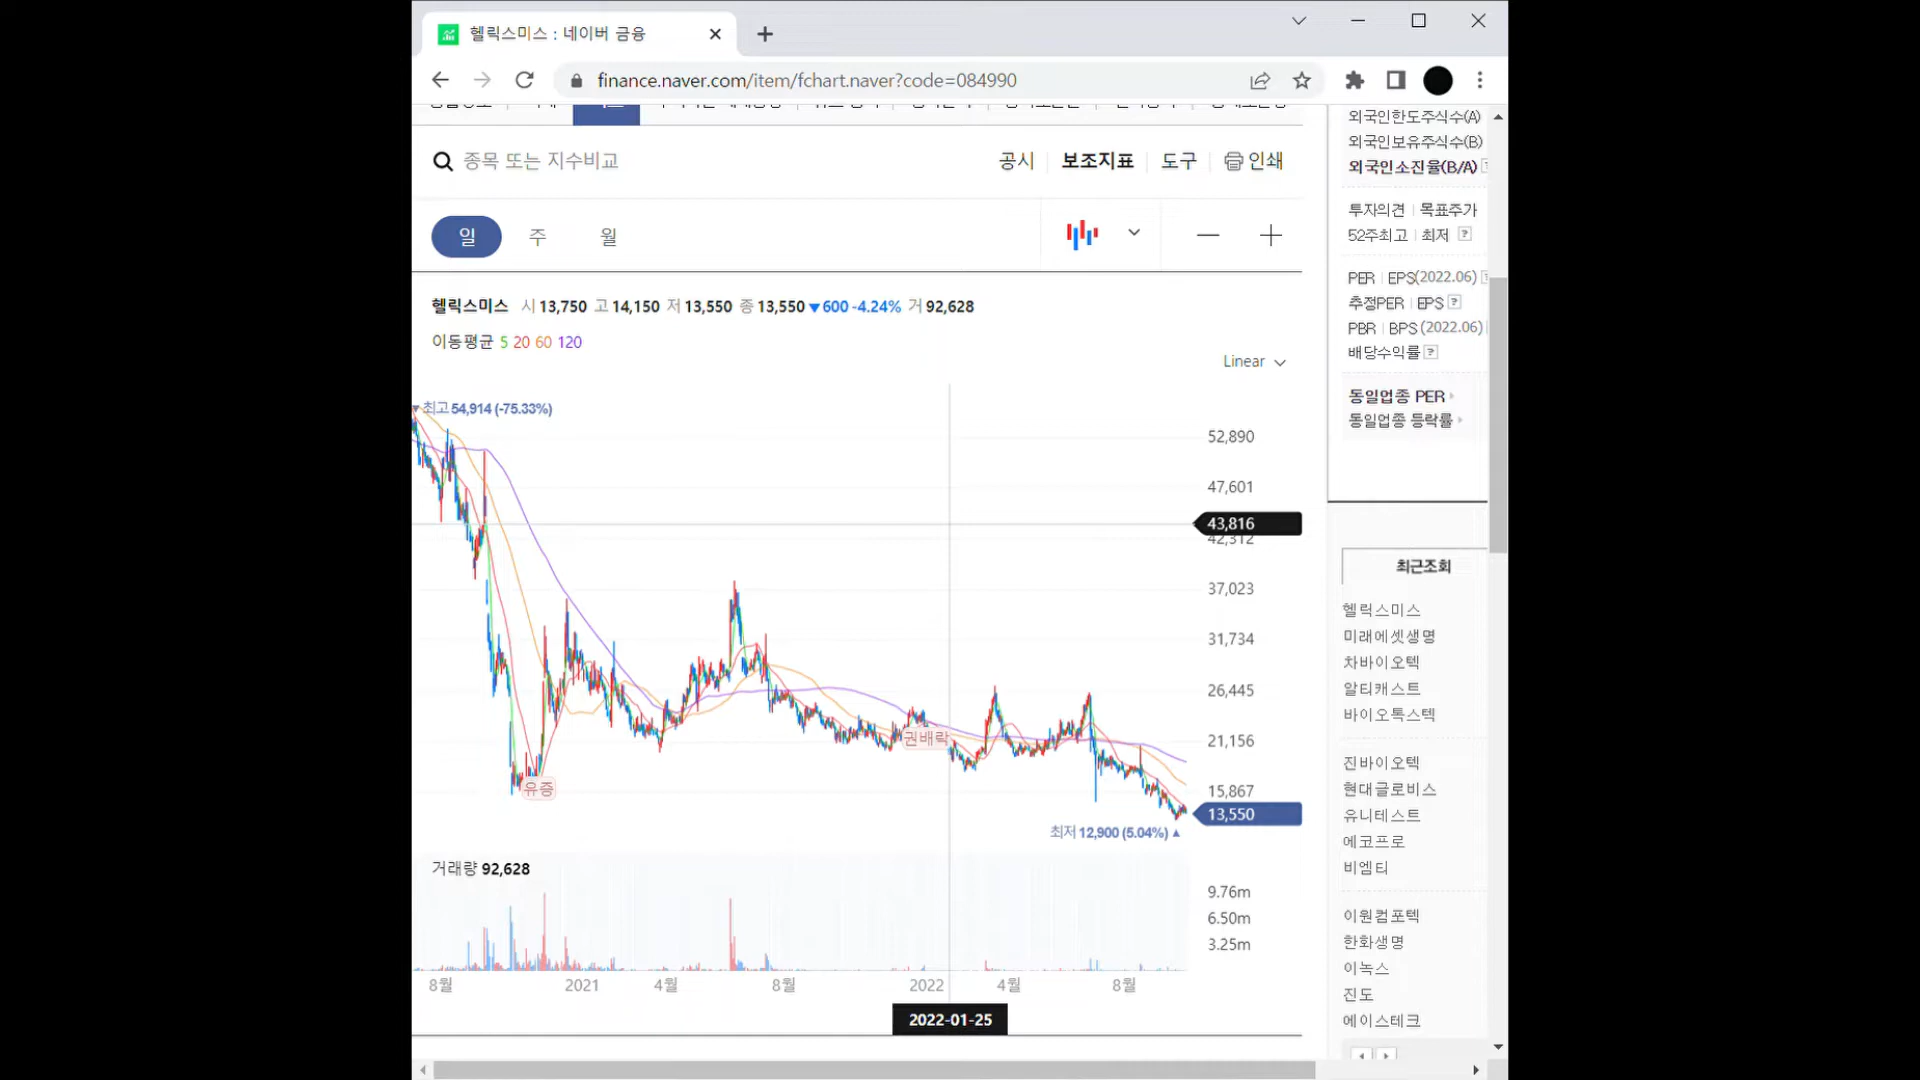 헬릭스미스 : 네이버 금융
finance.naver.com/item/fchart.naver?code=084990
종목 또는 지수비교
공시 보조지표 도구 인쇄
일 주 월
헬릭스미스 시 13,750 고 14,150 저 13,550 종 13,550 ▼600 -4.24% 거 92,628
이동평균 5 20 60 120
Linear
▼최고 54,914 (-75.33%)
52,890
47,601
43,816
42,312
37,023
31,734
26,445
21,156
15,867
13,550
권배락
유증
최저 12,900 (5.04%) ▲
거래량 92,628
9.76m
6.50m
3.25m
8월 2021 4월 8월 2022 4월 8월
2022-01-25
외국인한도주식수(A)
외국인보유주식수(B)
외국인소진율(B/A) ?
투자의견 | 목표주가
52주최고 | 최저 ?
PER | EPS(2022.06) ?
추정PER | EPS ?
PBR | BPS (2022.06)
배당수익률 ?
동일업종 PER
동일업종 등락률
최근조회
헬릭스미스
미래에셋생명
차바이오텍
알티캐스트
바이오톡스텍
진바이오텍
현대글로비스
유니테스트
에코프로
비엠티
이원컴포텍
한화생명
이녹스
진도
에이스테크